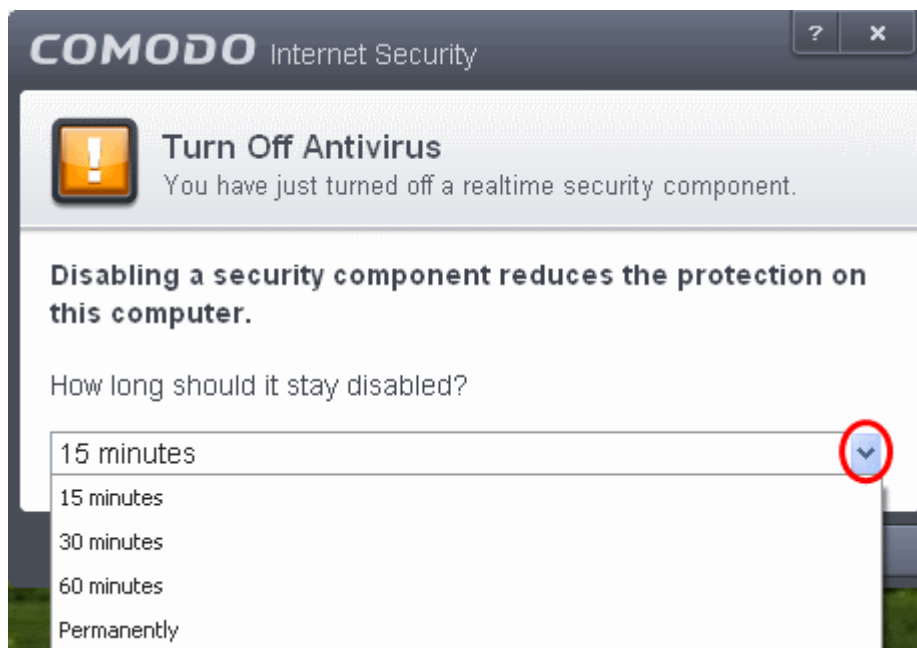 COMODO Internet Security
? x
Turn Off Antivirus
You have just turned off a realtime security component.
Disabling a security component reduces the protection on
this computer.
How long should it stay disabled?
15 minutes
15 minutes
30 minutes
60 minutes
Permanently